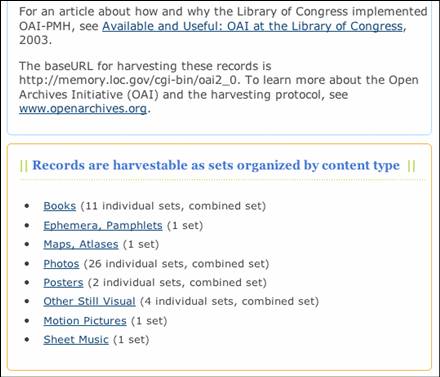 For an article about how and why the Library of Congress implemented
OAI-PMH, see Available and Useful: OAI at the Library of Congress,
2003.
The baseURL for harvesting these records is
http://memory.loc.gov/cgi-bin/oai2_0. To learn more about the Open
Archives Initiative (OAI) and the harvesting protocol, see
www.openarchives.org.
|| Records are harvestable as sets organized by content type ||
• Books (11 individual sets, combined set)
• Ephemera, Pamphlets (1 set)
• Maps, Atlases (1 set)
• Photos (26 individual sets, combined set)
• Posters (2 individual sets, combined set)
• Other Still Visual (4 individual sets, combined set)
• Motion Pictures (1 set)
• Sheet Music (1 set)